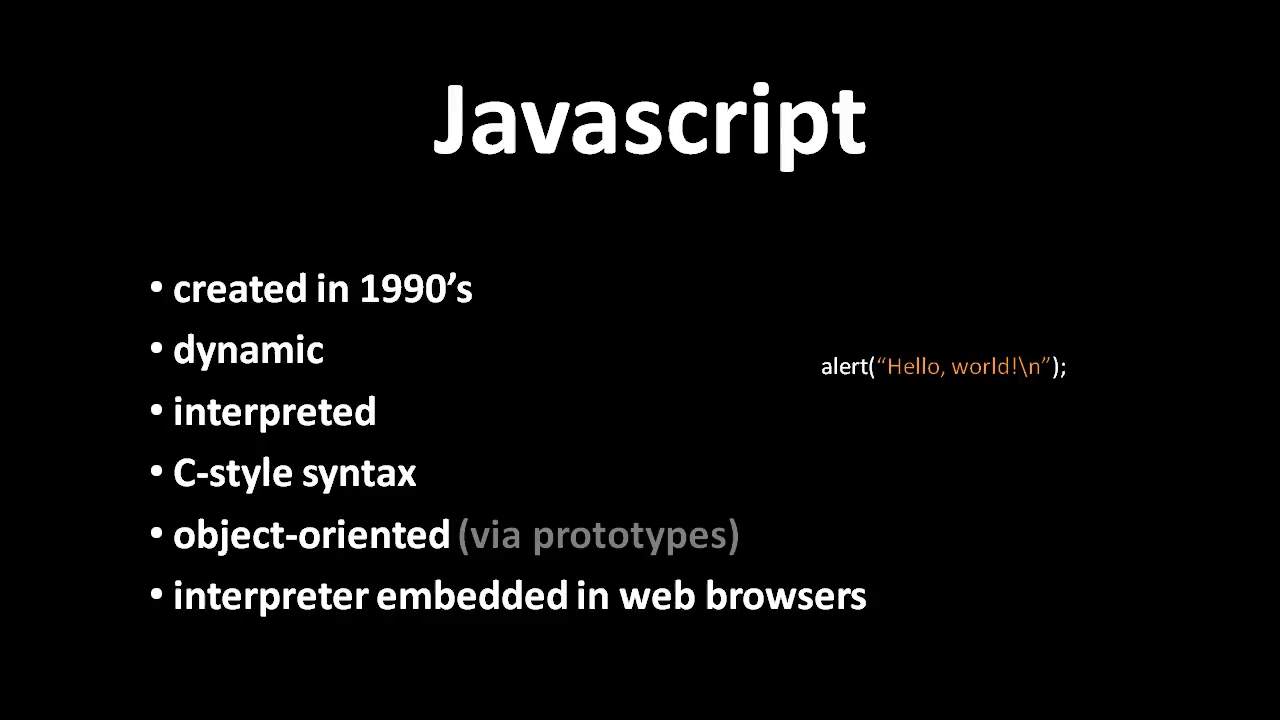 Javascript
• created in 1990’s
• dynamic
alert(“Hello, world!\n”);
• interpreted
• C-style syntax
• object-oriented (via prototypes)
• interpreter embedded in web browsers